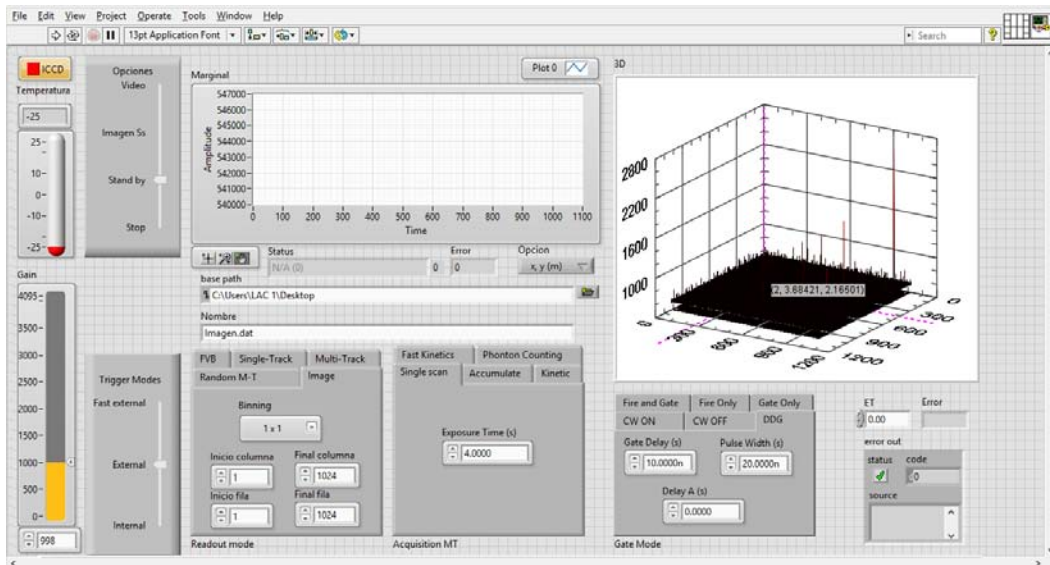 File Edit View Project Operate Tools Window Help
13pt Application Font
Search
?
ICCD
Temperatura
-25
25-
10-
0-
-10-
-25-
Gain
4095-
3500-
3000-
2500-
2000-
1500-
1000-
500-
0-
998
Opciones
Video
Imagen Ss
Stand by
Stop
Trigger Modes
Fast external
External
Internal
Marginal
Plot 0
Amplitude
547000-
546000-
545000-
544000-
543000-
542000-
541000-
540000-
0 100 200 300 400 500 600 700 800 900 1000 1100
Time
Status
N/A (0)
0
Error
0
Opcion
x, y (m)
base path
C:\Users\LAC 1\Desktop
Nombre
Imagen.dat
FVB Single-Track Multi-Track
Random M-T Image
Binning
1 x 1
Inicio columna Final columna
1 1024
Inicio fila Final fila
1 1024
Readout mode
Fast Kinetics Phonton Counting
Single scan Accumulate Kinetic
Exposure Time (s)
4.0000
Acquisition MT
3D
2800
2200
1600
1000
(2, 3.68421, 2.16501)
0
300
600
900
1200
600
800
1200
Fire and Gate Fire Only Gate Only
CW ON CW OFF DDG
Gate Delay (s) Pulse Width (s)
10.0000n 20.0000n
Delay A (s)
0.0000
Gate Mode
ET Error
0.00
error out
status code
0
source